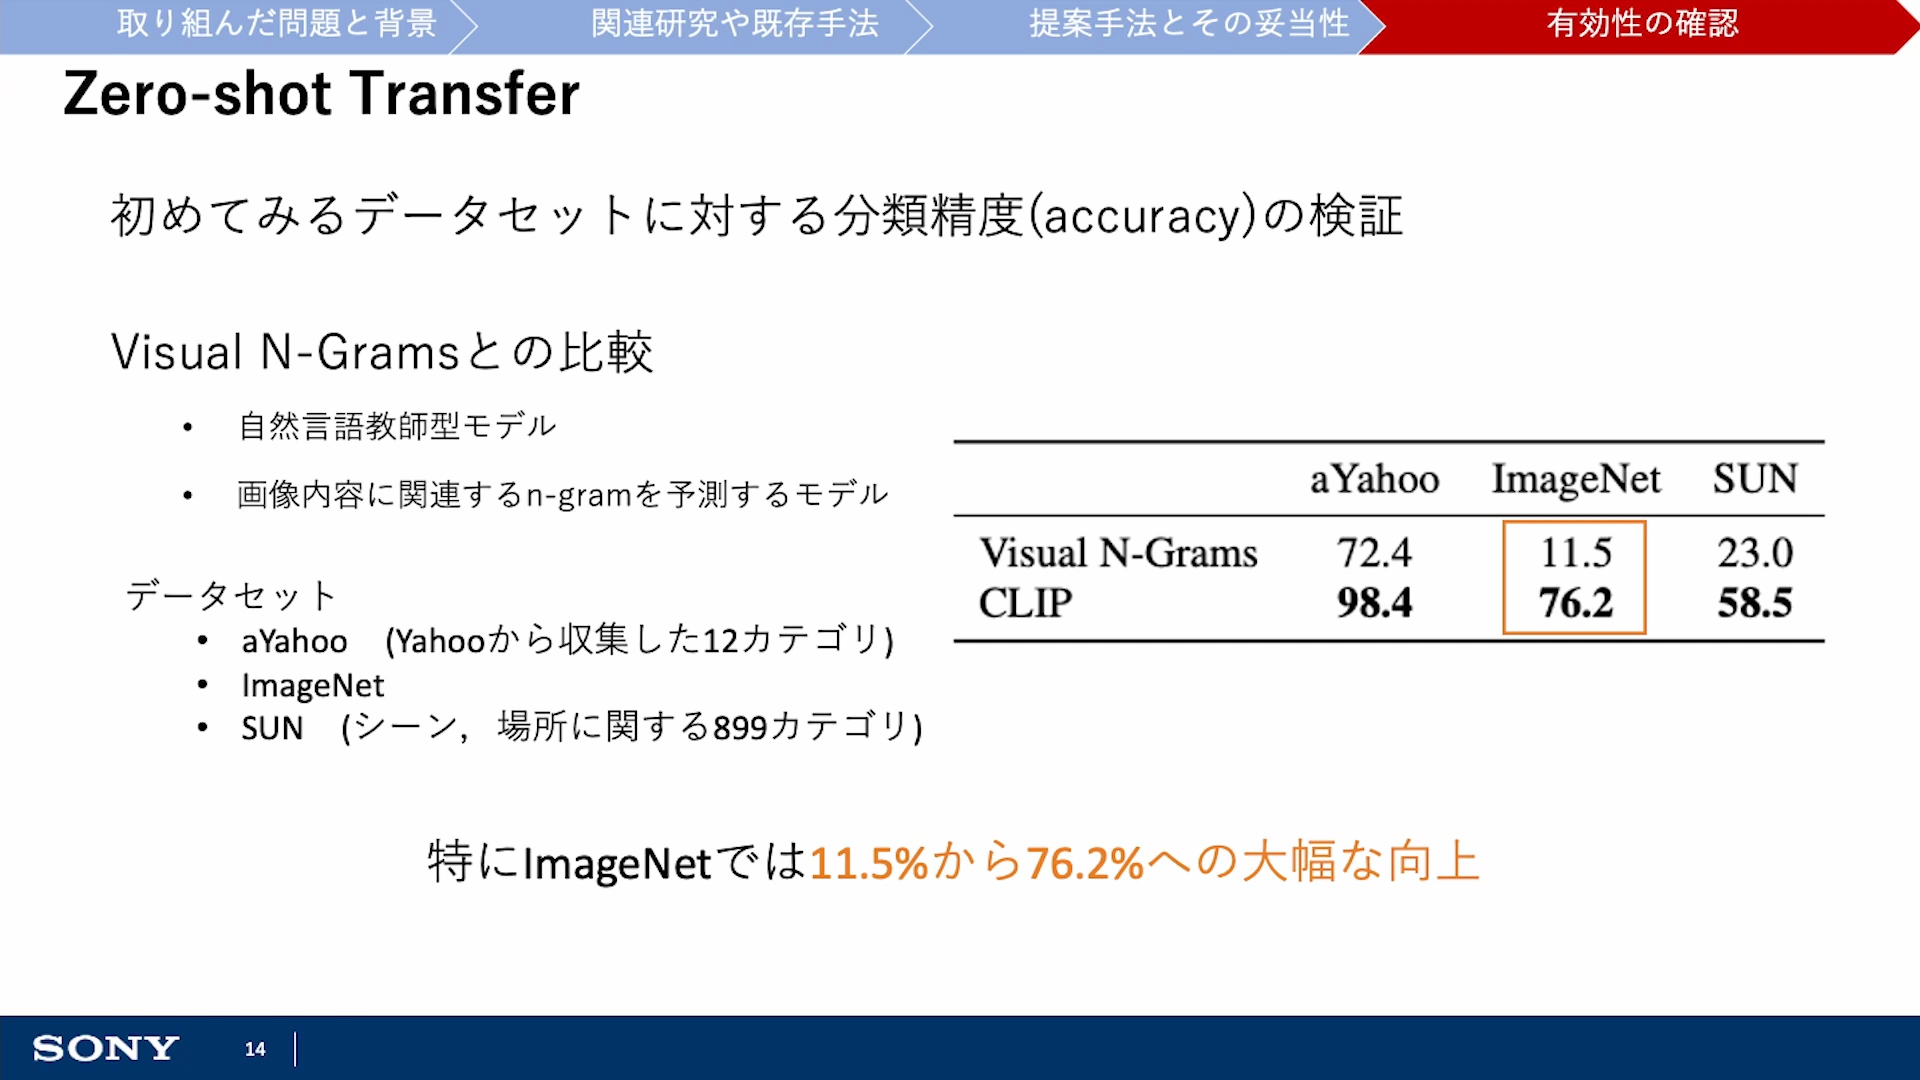 取り組んだ問題と背景
関連研究や既存手法
提案手法とその妥当性
有効性の確認
Zero-shot Transfer
初めてみるデータセットに対する分類精度(accuracy)の検証
Visual N-Gramsとの比較
• 自然言語教師型モデル
• 画像内容に関連するn-gramを予測するモデル
データセット
• aYahoo (Yahooから収集した12カテゴリ)
• ImageNet
• SUN (シーン，場所に関する899カテゴリ)
aYahoo ImageNet SUN
Visual N-Grams 72.4 11.5 23.0
CLIP 98.4 76.2 58.5
特にImageNetでは11.5%から76.2%への大幅な向上
SONY 14